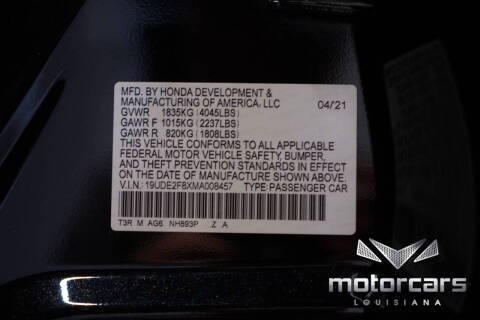 MFD. BY HONDA DEVELOPMENT &
MANUFACTURING OF AMERICA, LLC 04/21
GVWR 1835KG (4045LBS)
GAWR F 1015KG (2237LBS)
GAWR R 820KG (1808LBS)
THIS VEHICLE CONFORMS TO ALL APPLICABLE
FEDERAL MOTOR VEHICLE SAFETY, BUMPER,
AND THEFT PREVENTION STANDARDS IN EFFECT
ON THE DATE OF MANUFACTURE SHOWN ABOVE.
V.I.N.: 19UDE2F8XMA008457 TYPE: PASSENGER CAR
T3R M AG6 NH893P Z A
motorcars
LOUISIANA